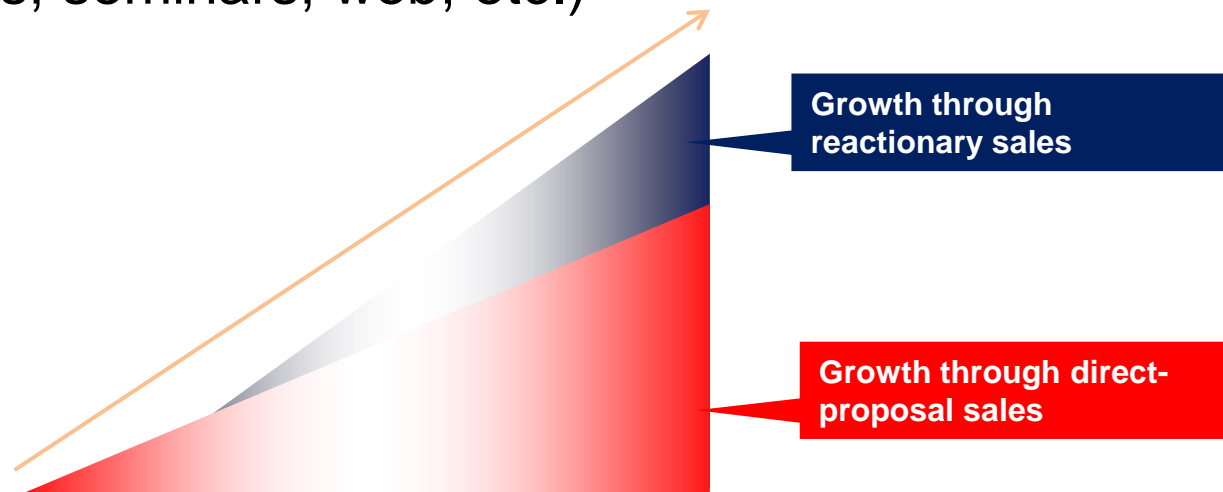 seminars, web, etc.)
Growth through
reactionary sales
Growth through direct-
proposal sales